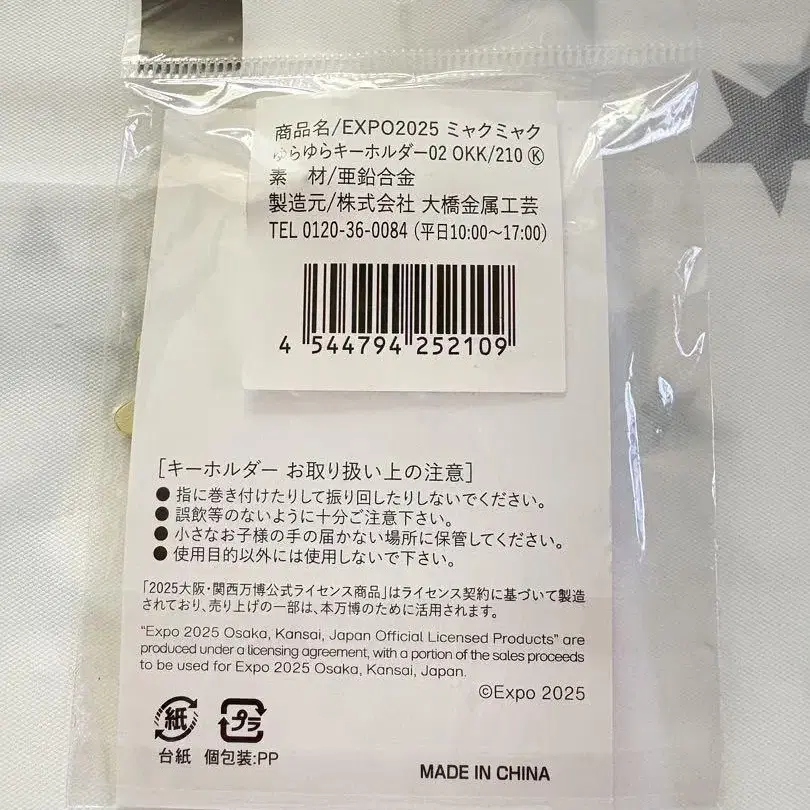 商品名/EXPO2025 ミャクミャク
ゆらゆらキーホルダー02 OKK/210 Ⓚ
素　材/亜鉛合金
製造元/株式会社 大橋金属工芸
TEL 0120-36-0084 (平日10:00〜17:00)
4 544794 252109
[キーホルダー お取り扱い上の注意]
● 指に巻き付けたりして振り回したりしないでください。
● 誤飲等のないように十分ご注意下さい。
● 小さなお子様の手の届かない場所に保管してください。
● 使用目的以外には使用しないで下さい。
「2025大阪・関西万博公式ライセンス商品」はライセンス契約に基づいて製造
されており、売り上げの一部は、本万博のために活用されます。
"Expo 2025 Osaka, Kansai, Japan Official Licensed Products" are
produced under a licensing agreement, with a portion of the sales proceeds
to be used for Expo 2025 Osaka, Kansai, Japan.
©Expo 2025
紙 プラ
台紙 個包装:PP
MADE IN CHINA